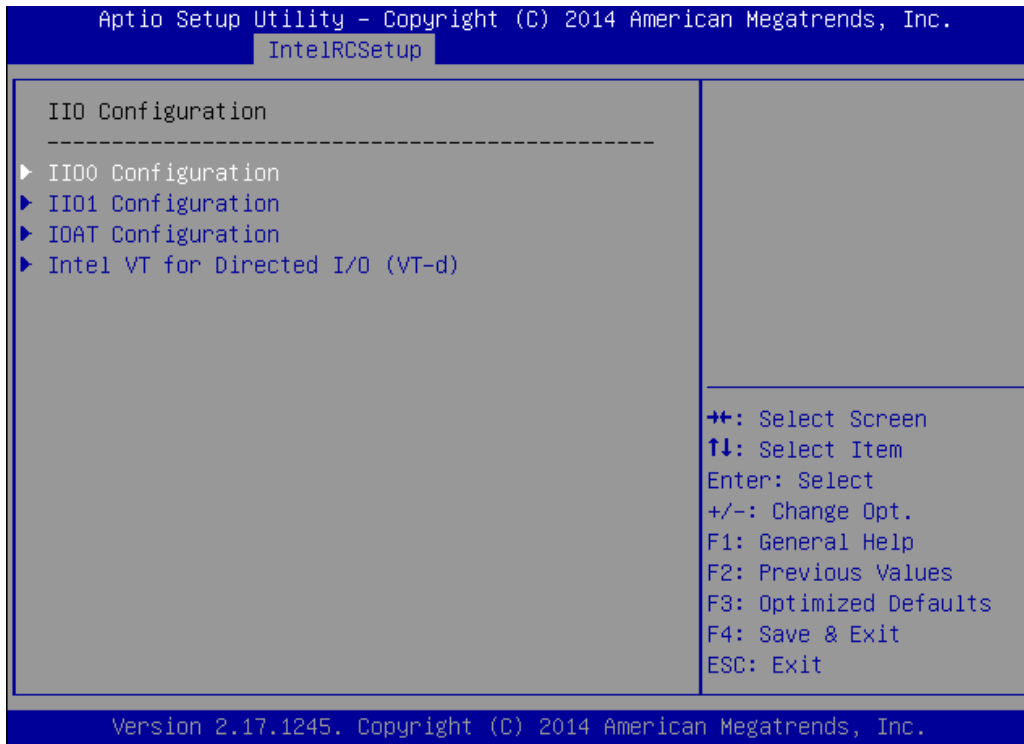 Aptio Setup Utility – Copyright (C) 2014 American Megatrends, Inc.
IntelRCSetup
IIO Configuration
-----------------------------------------------
▶ IIO0 Configuration
▶ IIO1 Configuration
▶ IOAT Configuration
▶ Intel VT for Directed I/O (VT-d)
→←: Select Screen
↑↓: Select Item
Enter: Select
+/-: Change Opt.
F1: General Help
F2: Previous Values
F3: Optimized Defaults
F4: Save & Exit
ESC: Exit
Version 2.17.1245. Copyright (C) 2014 American Megatrends, Inc.